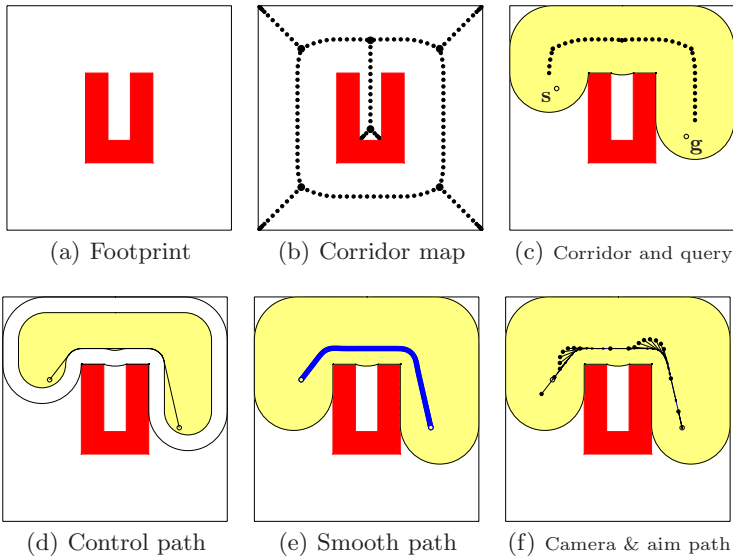 (a) Footprint
(b) Corridor map
s
g
(c) Corridor and query
(d) Control path
(e) Smooth path
(f) Camera & aim path